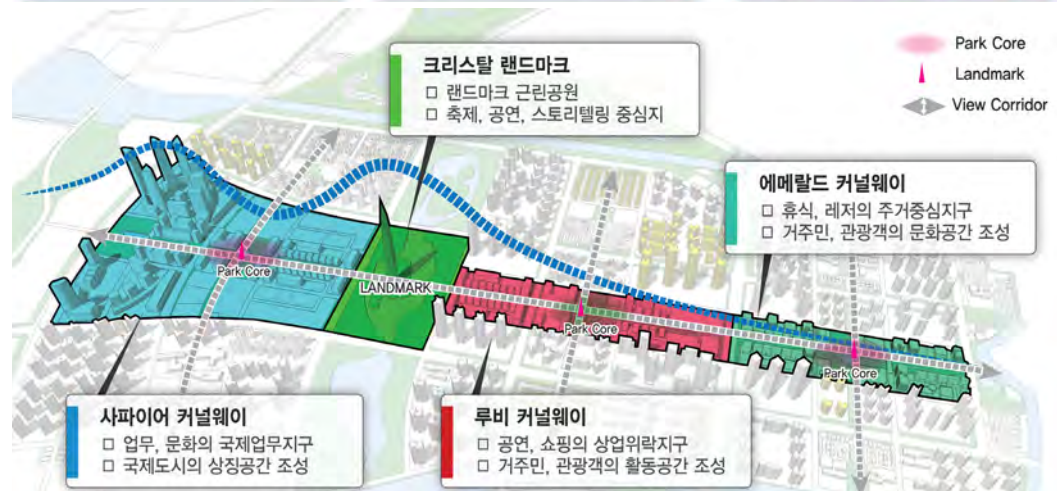 크리스탈 랜드마크
□ 랜드마크 근린공원
□ 축제, 공연, 스토리텔링 중심지
Park Core
Landmark
View Corridor
에메랄드 커널웨이
□ 휴식, 레저의 주거중심지구
□ 거주민, 관광객의 문화공간 조성
Park Core
LANDMARK
Park Core
Park Core
사파이어 커널웨이
□ 업무, 문화의 국제업무지구
□ 국제도시의 상징공간 조성
루비 커널웨이
□ 공연, 쇼핑의 상업위락지구
□ 거주민, 관광객의 활동공간 조성